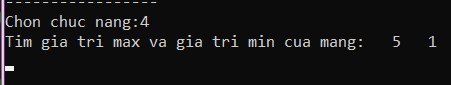 -----------------
Chon chuc nang:4
Tim gia tri max va gia tri min cua mang:   5   1